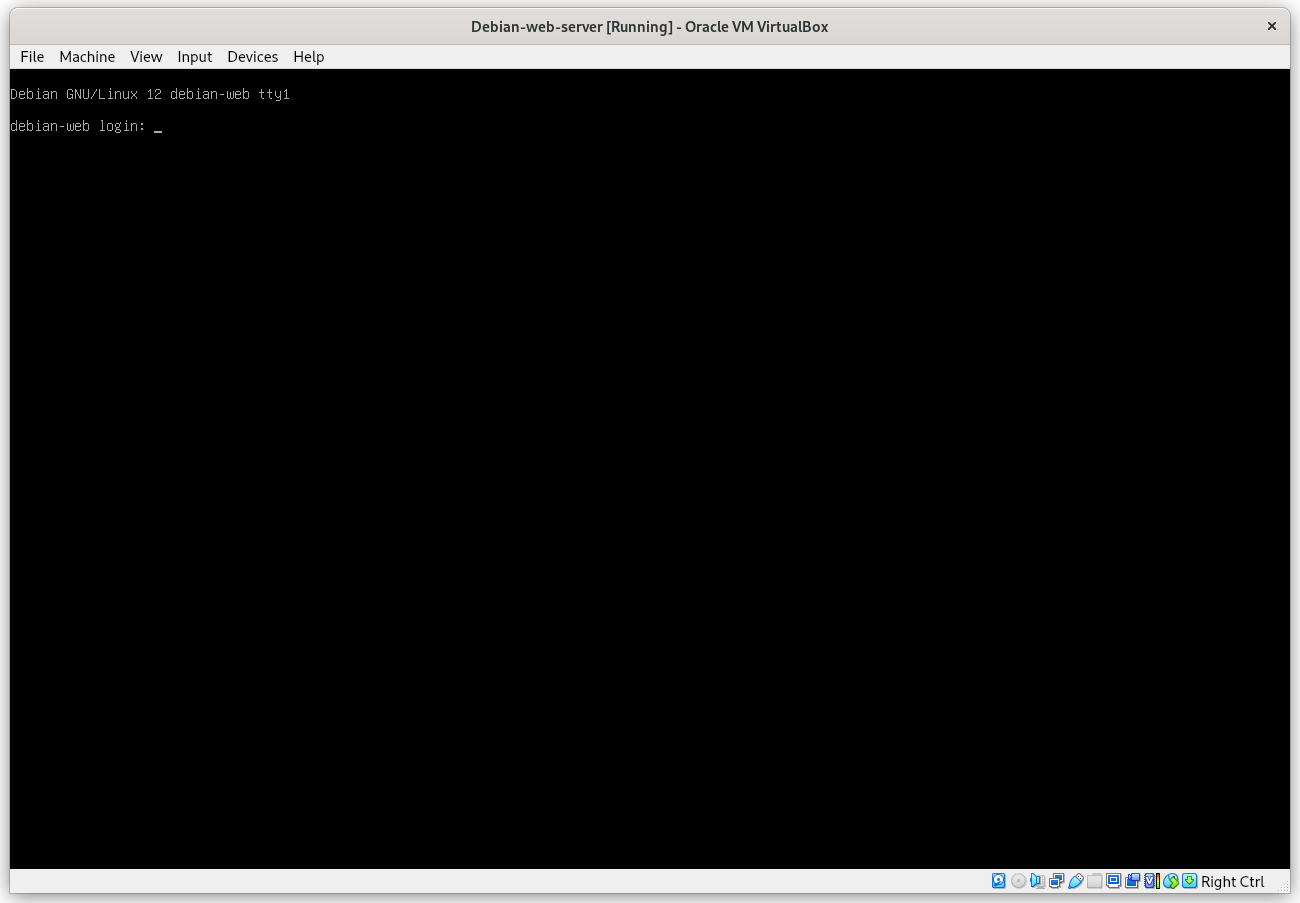 Debian-web-server [Running] - Oracle VM VirtualBox
File Machine View Input Devices Help
Debian GNU/Linux 12 debian-web tty1
debian-web login: _
Right Ctrl